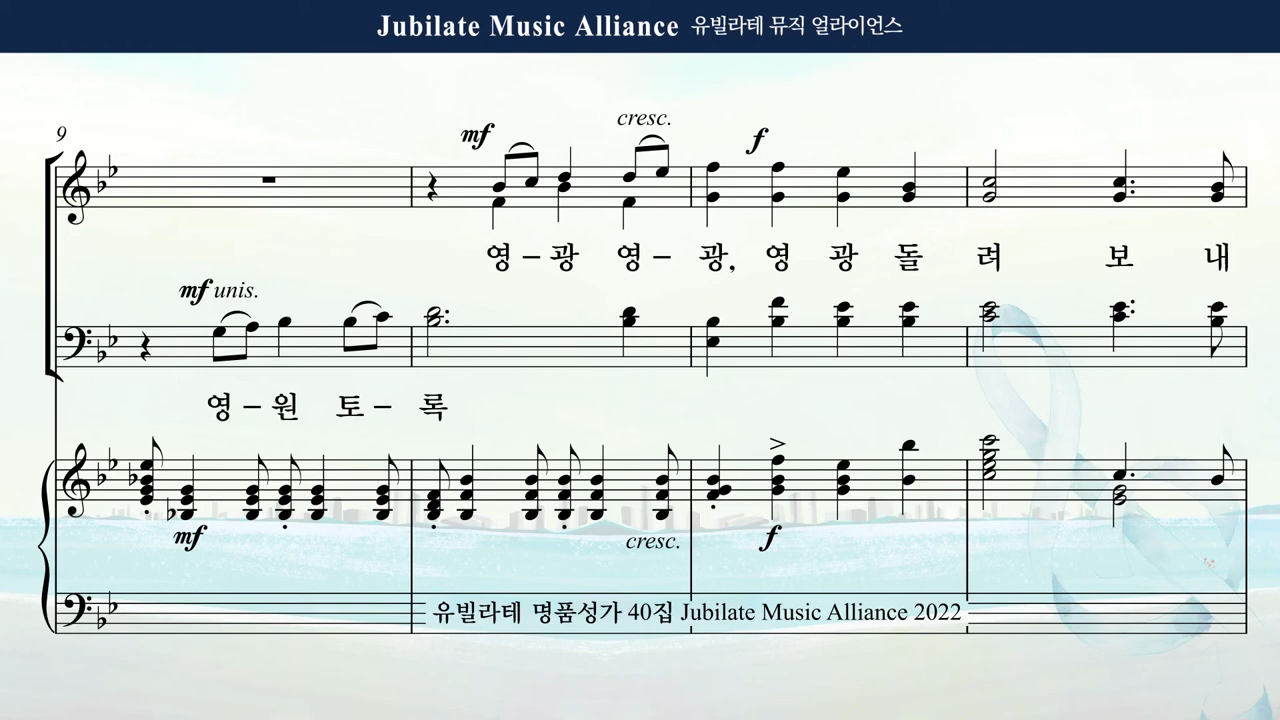 Jubilate Music Alliance 유빌라테 뮤직 얼라이언스
9
mf
cresc.
f
영 – 광 영 – 광, 영 광 돌 려 보 내
mf unis.
영 – 원 토 – 록
mf
cresc.
f
유빌라테 명품성가 40집 Jubilate Music Alliance 2022